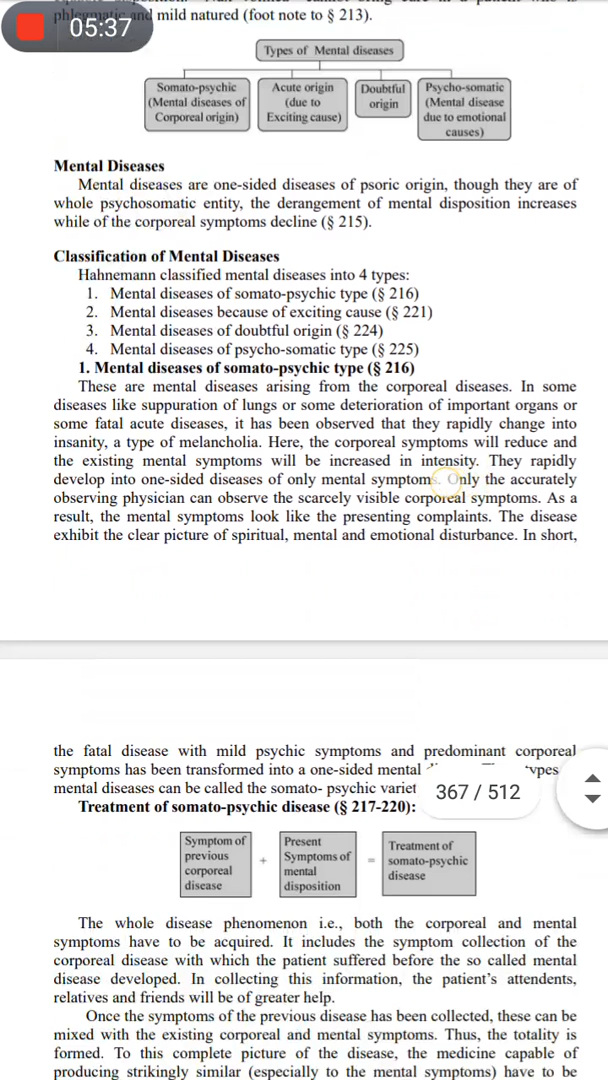 05:37
and mild natured (foot note to § 213).
Types of Mental diseases
Somato-psychic
(Mental diseases of
Corporeal origin)
Acute origin
(due to
Exciting cause)
Doubtful
origin
Psycho-somatic
(Mental disease
due to emotional
causes)
Mental Diseases
Mental diseases are one-sided diseases of psoric origin, though they are of
whole psychosomatic entity, the derangement of mental disposition increases
while of the corporeal symptoms decline (§ 215).
Classification of Mental Diseases
Hahnemann classified mental diseases into 4 types:
1. Mental diseases of somato-psychic type (§ 216)
2. Mental diseases because of exciting cause (§ 221)
3. Mental diseases of doubtful origin (§ 224)
4. Mental diseases of psycho-somatic type (§ 225)
1. Mental diseases of somato-psychic type (§ 216)
These are mental diseases arising from the corporeal diseases. In some
diseases like suppuration of lungs or some deterioration of important organs or
some fatal acute diseases, it has been observed that they rapidly change into
insanity, a type of melancholia. Here, the corporeal symptoms will reduce and
the existing mental symptoms will be increased in intensity. They rapidly
develop into one-sided diseases of only mental symptoms. Only the accurately
observing physician can observe the scarcely visible corporeal symptoms. As a
result, the mental symptoms look like the presenting complaints. The disease
exhibit the clear picture of spiritual, mental and emotional disturbance. In short,
the fatal disease with mild psychic symptoms and predominant corporeal
symptoms has been transformed into a one-sided mental
mental diseases can be called the somato- psychic
367 / 512
Treatment of somato-psychic disease (§ 217-220):
Symptom of
previous
corporeal
disease
+
Present
Symptoms of
mental
disposition
=
Treatment of
somato-psychic
disease
The whole disease phenomenon i.e., both the corporeal and mental
symptoms have to be acquired. It includes the symptom collection of the
corporeal disease with which the patient suffered before the so called mental
disease developed. In collecting this information, the patient's attendents,
relatives and friends will be of greater help.
Once the symptoms of the previous disease has been collected, these can be
mixed with the existing corporeal and mental symptoms. Thus, the totality is
formed. To this complete picture of the disease, the medicine capable of
producing strikingly similar (especially to the mental symptoms) have to be